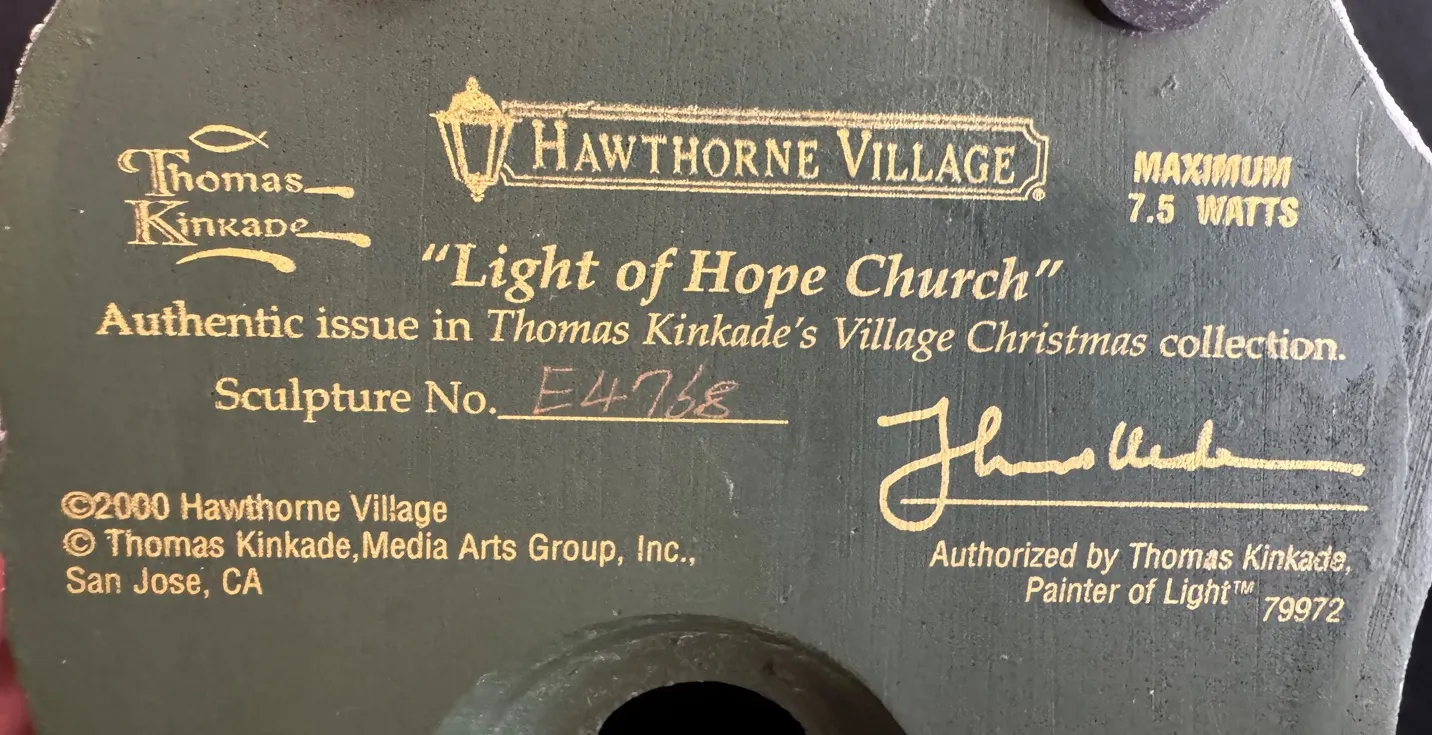 Thomas
Kinkade
HAWTHORNE VILLAGE®
MAXIMUM
7.5 WATTS
"Light of Hope Church"
Authentic issue in Thomas Kinkade's Village Christmas collection.
Sculpture No. E4768
©2000 Hawthorne Village
© Thomas Kinkade,Media Arts Group, Inc.,
San Jose, CA
Authorized by Thomas Kinkade,
Painter of Light™
79972